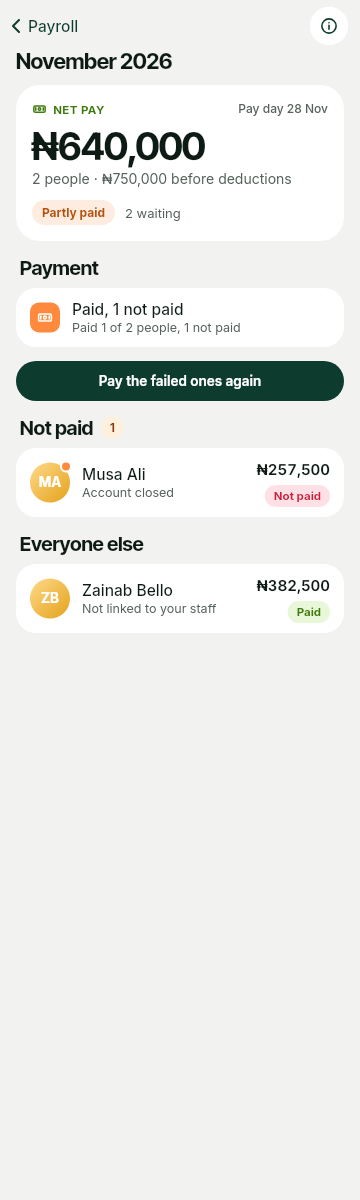 Payroll
November 2026
NET PAY
Pay day 28 Nov
₦640,000
2 people · ₦750,000 before deductions
Partly paid
2 waiting
Payment
Paid, 1 not paid
Paid 1 of 2 people, 1 not paid
Pay the failed ones again
Not paid 1
MA
Musa Ali
Account closed
₦257,500
Not paid
Everyone else
ZB
Zainab Bello
Not linked to your staff
₦382,500
Paid